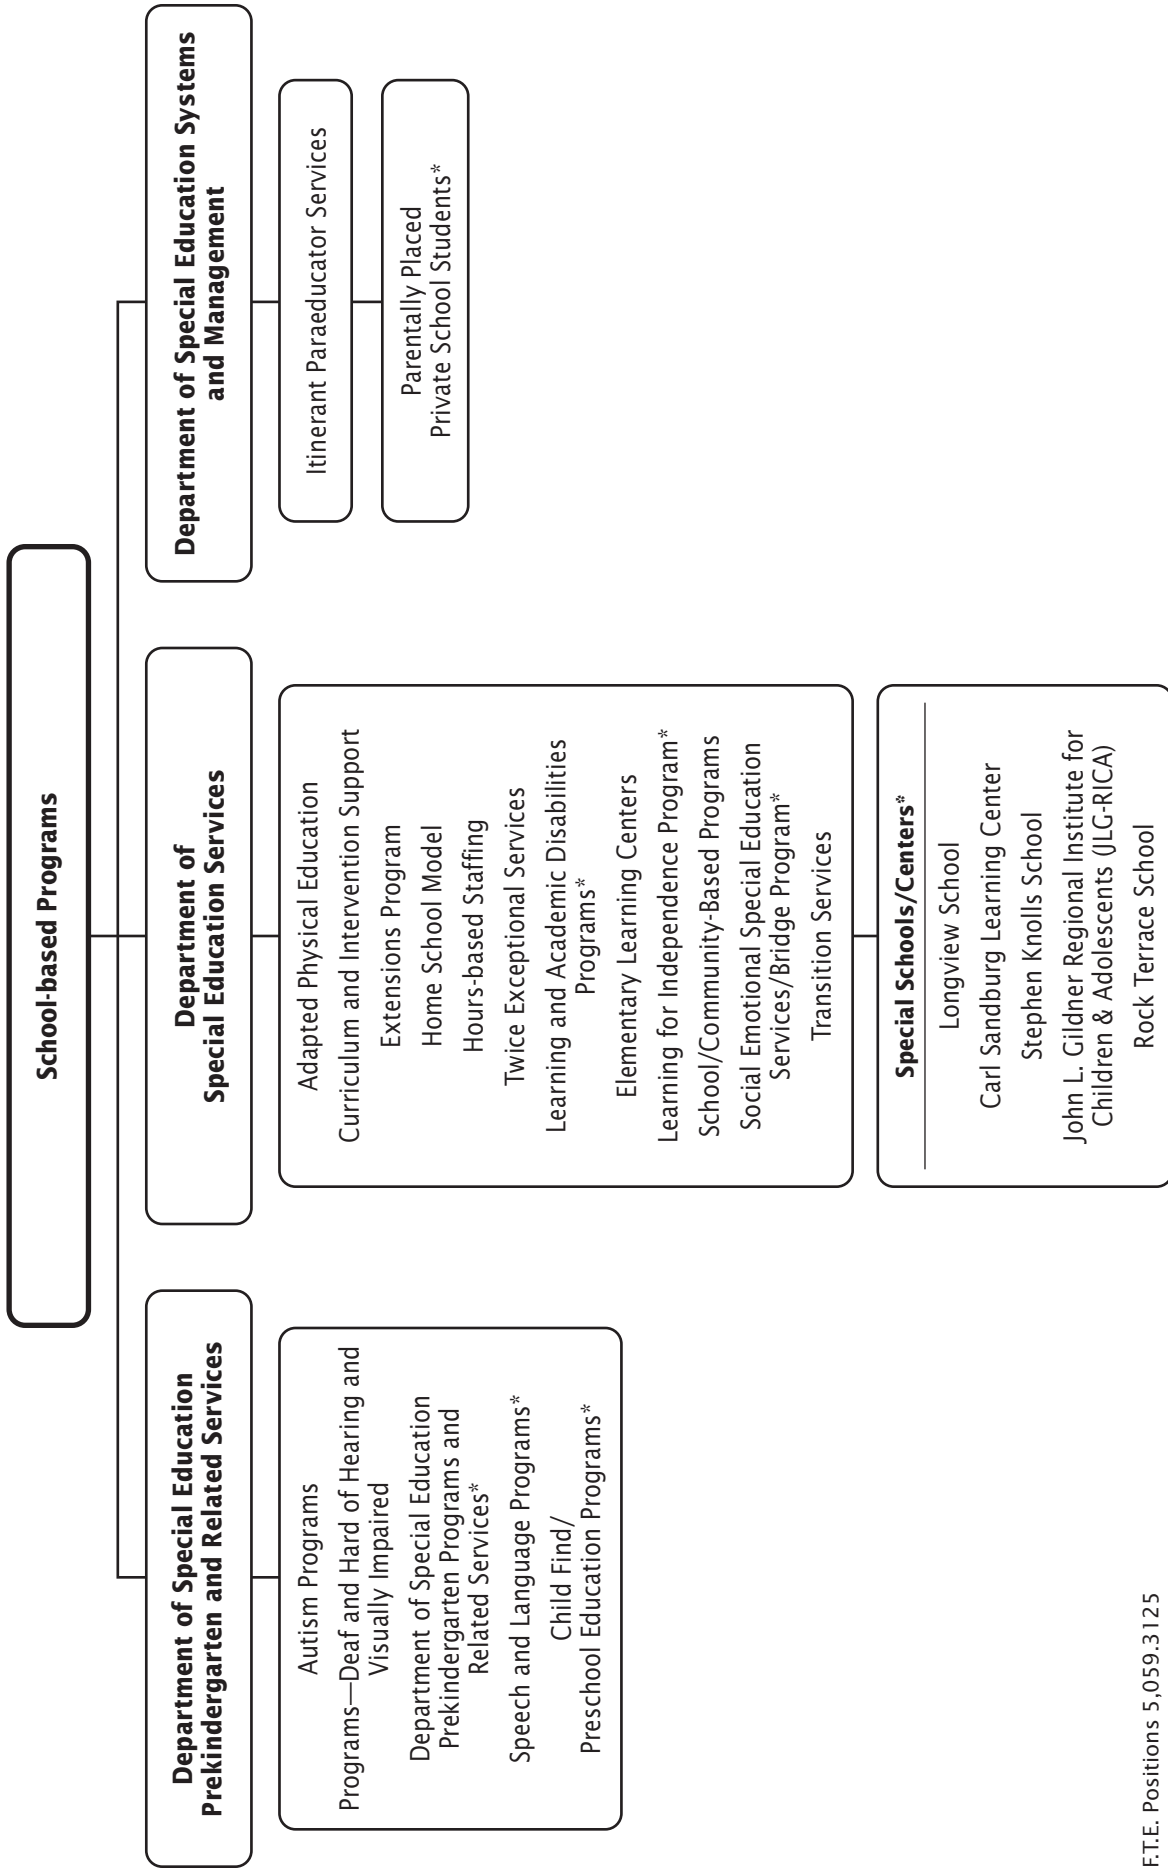 School-based Programs
Department of Special Education
Prekindergarten and Related Services
Autism Programs
Programs—Deaf and Hard of Hearing and
Visually Impaired
Department of Special Education
Prekindergarten Programs and
Related Services*
Speech and Language Programs*
Child Find/
Preschool Education Programs*
Department of
Special Education Services
Adapted Physical Education
Curriculum and Intervention Support
Extensions Program
Home School Model
Hours-based Staffing
Twice Exceptional Services
Learning and Academic Disabilities
Programs*
Elementary Learning Centers
Learning for Independence Program*
School/Community-Based Programs
Social Emotional Special Education
Services/Bridge Program*
Transition Services
Special Schools/Centers*
Longview School
Carl Sandburg Learning Center
Stephen Knolls School
John L. Gildner Regional Institute for
Children & Adolescents (JLG-RICA)
Rock Terrace School
Department of Special Education Systems
and Management
Itinerant Paraeducator Services
Parentally Placed
Private School Students*
F.T.E. Positions 5,059.3125